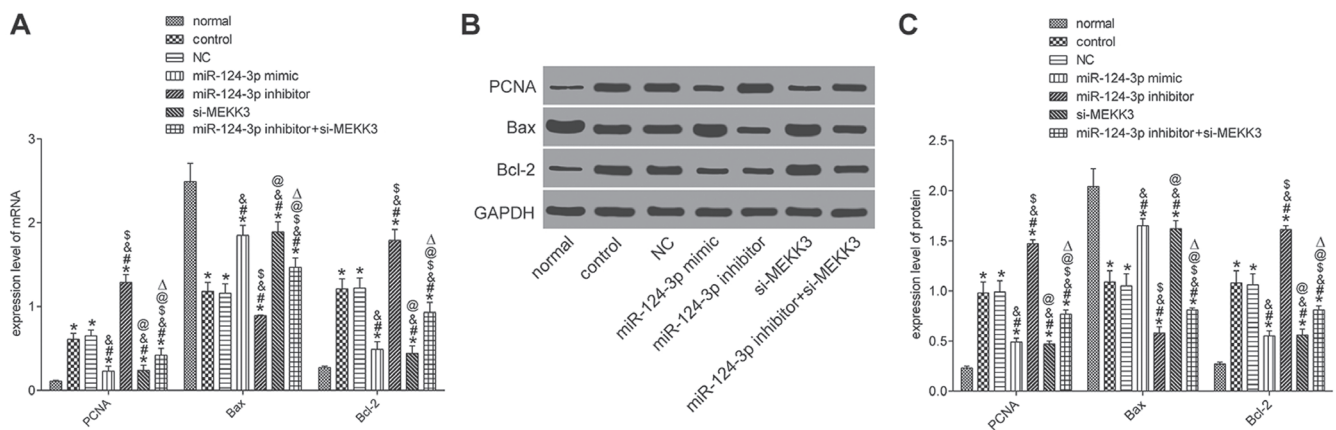 A
normal
control
NC
miR-124-3p mimic
miR-124-3p inhibitor
si-MEKK3
miR-124-3p inhibitor+si-MEKK3
expression level of mRNA
3
2
1
0
*
*
&#*
$&#*
@&#*
Δ@$&#*
*
*
&#*
$&#*
@&#*
Δ@$&#*
*
*
&#*
$&#*
@&#*
Δ@$&#*
PCNA
Bax
Bcl-2
B
PCNA
Bax
Bcl-2
GAPDH
normal
control
NC
miR-124-3p mimic
miR-124-3p inhibitor
si-MEKK3
miR-124-3p inhibitor+si-MEKK3
C
normal
control
NC
miR-124-3p mimic
miR-124-3p inhibitor
si-MEKK3
miR-124-3p inhibitor+si-MEKK3
expression level of protein
2.5
2.0
1.5
1.0
0.5
0.0
*
*
&#*
$&#*
@&#*
Δ@$&#*
*
*
&#*
$&#*
@&#*
Δ@$&#*
*
*
&#*
$&#*
@&#*
Δ@$&#*
PCNA
Bax
Bcl-2